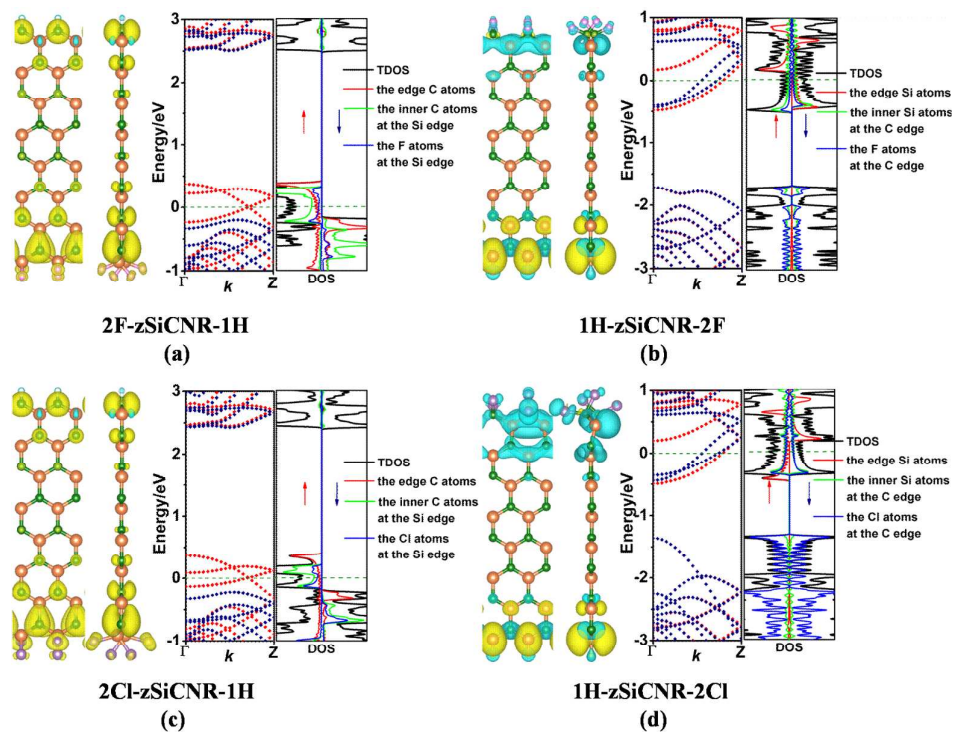 (a)
Energy/eV
3
2
1
0
-1
Γ
k
Z
DOS
TDOS
the edge C atoms
the inner C atoms
at the Si edge
the F atoms
at the Si edge
2F-zSiCNR-1H
(a)
(b)
Energy/eV
1
0
-1
-2
-3
Γ
k
Z
DOS
TDOS
the edge Si atoms
the inner Si atoms
at the C edge
the F atoms
at the C edge
1H-zSiCNR-2F
(b)
(c)
Energy/eV
3
2
1
0
-1
Γ
k
Z
DOS
TDOS
the edge C atoms
the inner C atoms
at the Si edge
the Cl atoms
at the Si edge
2Cl-zSiCNR-1H
(c)
(d)
Energy/eV
1
0
-1
-2
-3
Γ
k
Z
DOS
TDOS
the edge Si atoms
the inner Si atoms
at the C edge
the Cl atoms
at the C edge
1H-zSiCNR-2Cl
(d)